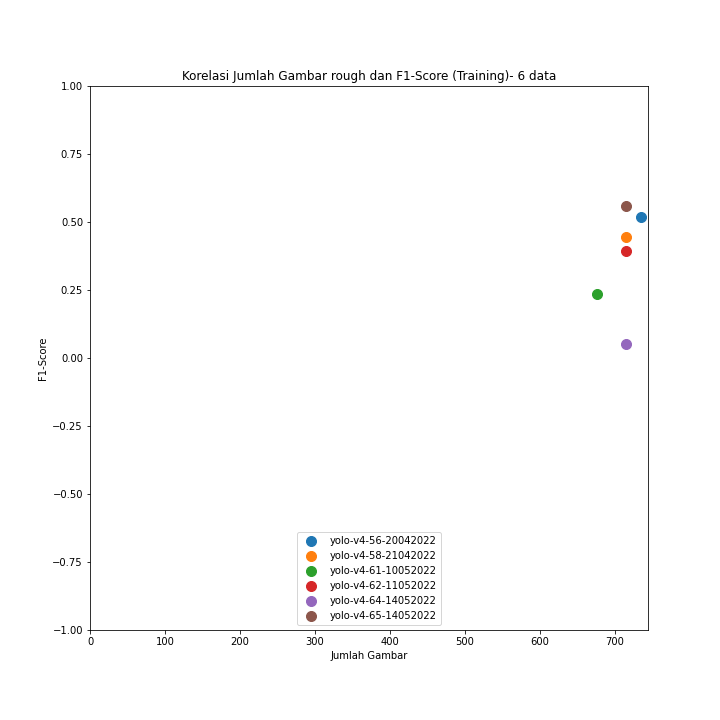 Korelasi Jumlah Gambar rough dan F1-Score (Training)- 6 data
1.00
0.75
0.50
0.25
0.00
−0.25
−0.50
−0.75
−1.00
F1-Score
yolo-v4-56-20042022
yolo-v4-58-21042022
yolo-v4-61-10052022
yolo-v4-62-11052022
yolo-v4-64-14052022
yolo-v4-65-14052022
0 100 200 300 400 500 600 700
Jumlah Gambar